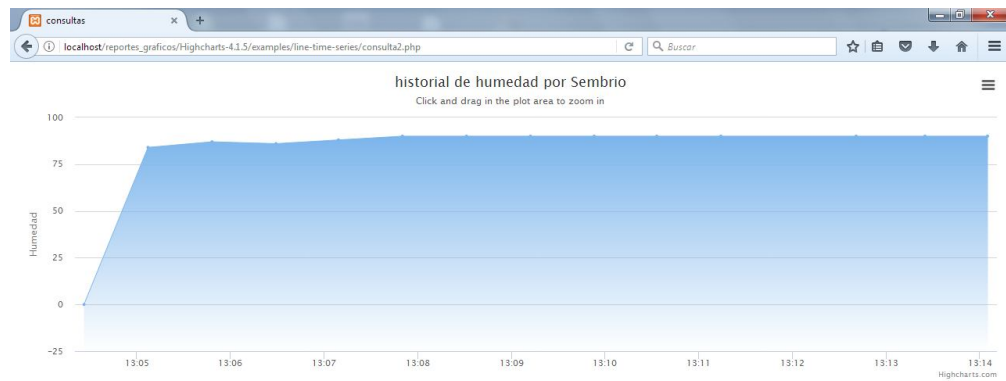 consultas
localhost/reportes_graficos/Highcharts-4.1.5/examples/line-time-series/consulta2.php
Buscar
historial de humedad por Sembrio
Click and drag in the plot area to zoom in
Humedad
100
75
50
25
0
-25
13:05 13:06 13:07 13:08 13:09 13:10 13:11 13:12 13:13 13:14
Highcharts.com